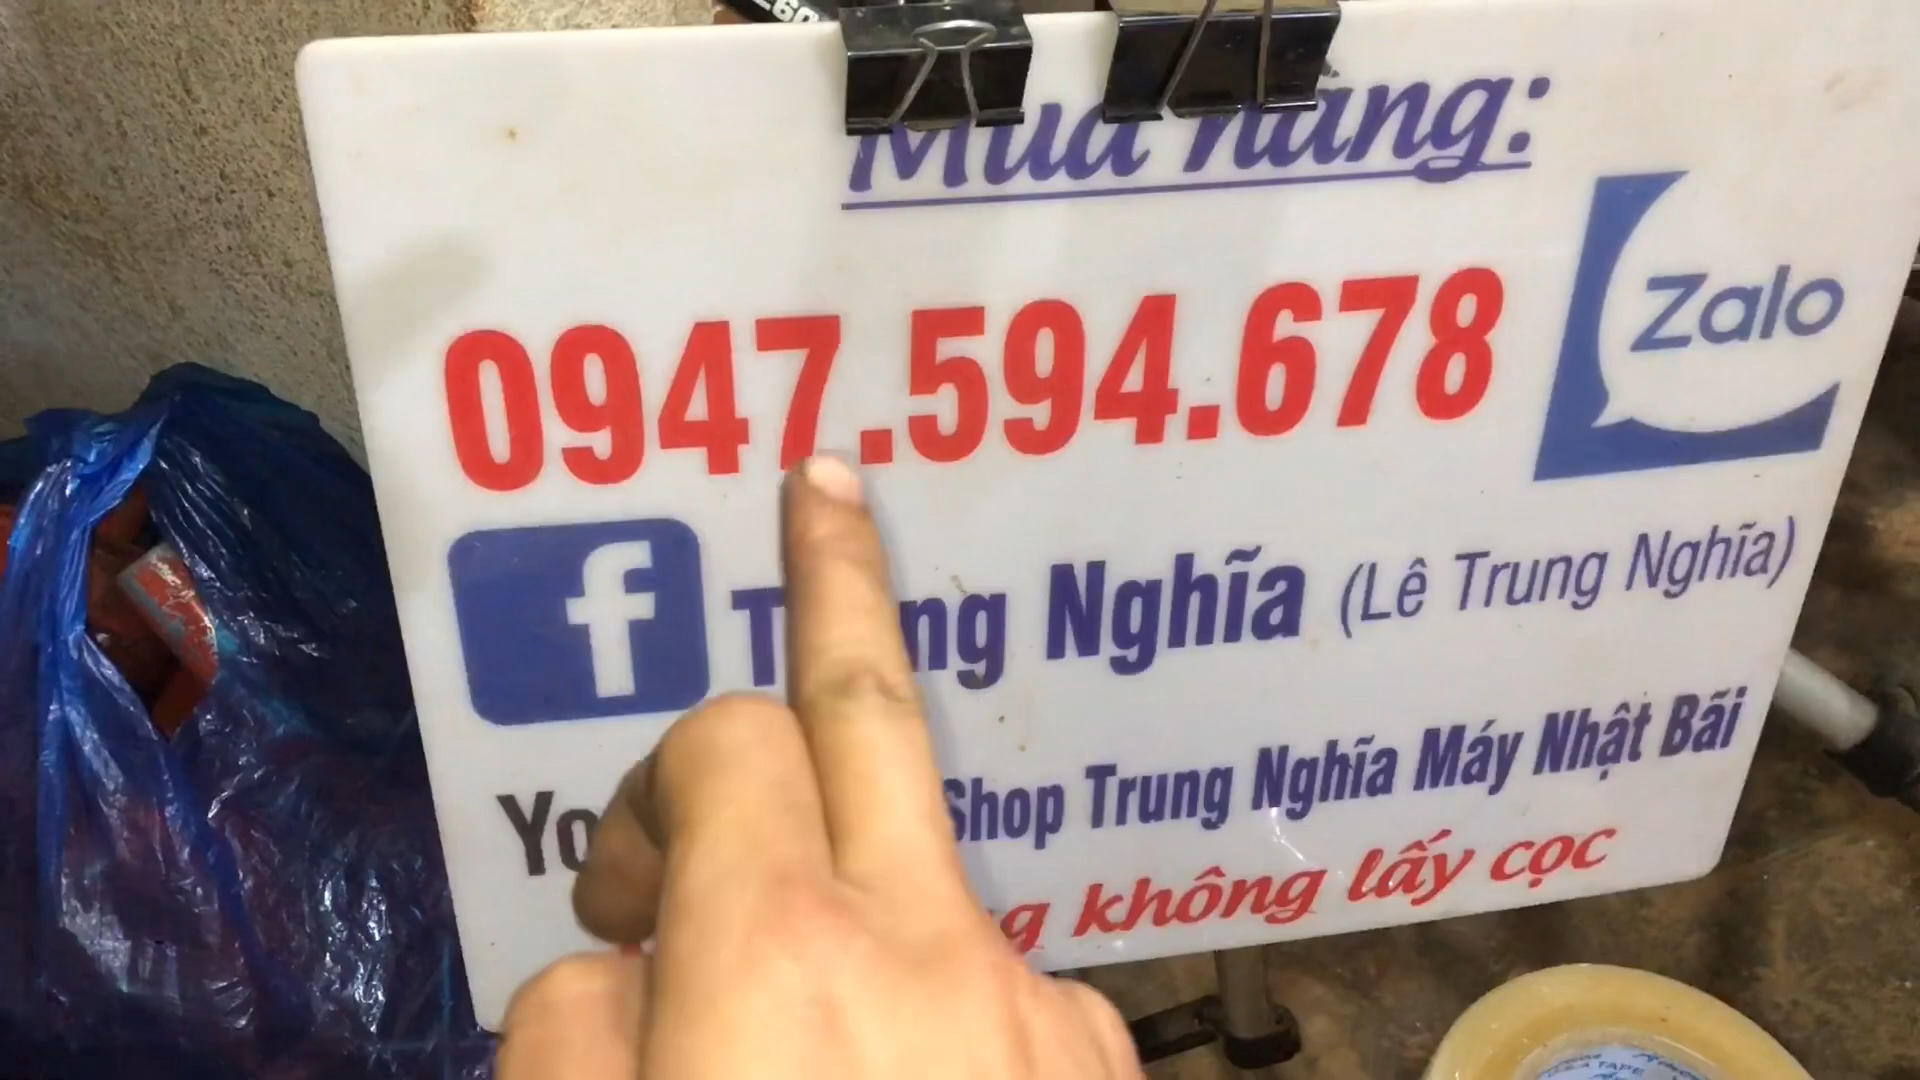 Mua hàng:
0947.594.678
Zalo
f
Nghĩa (Lê Trung Nghĩa)
Shop Trung Nghĩa Máy Nhật Bãi
không lấy cọc